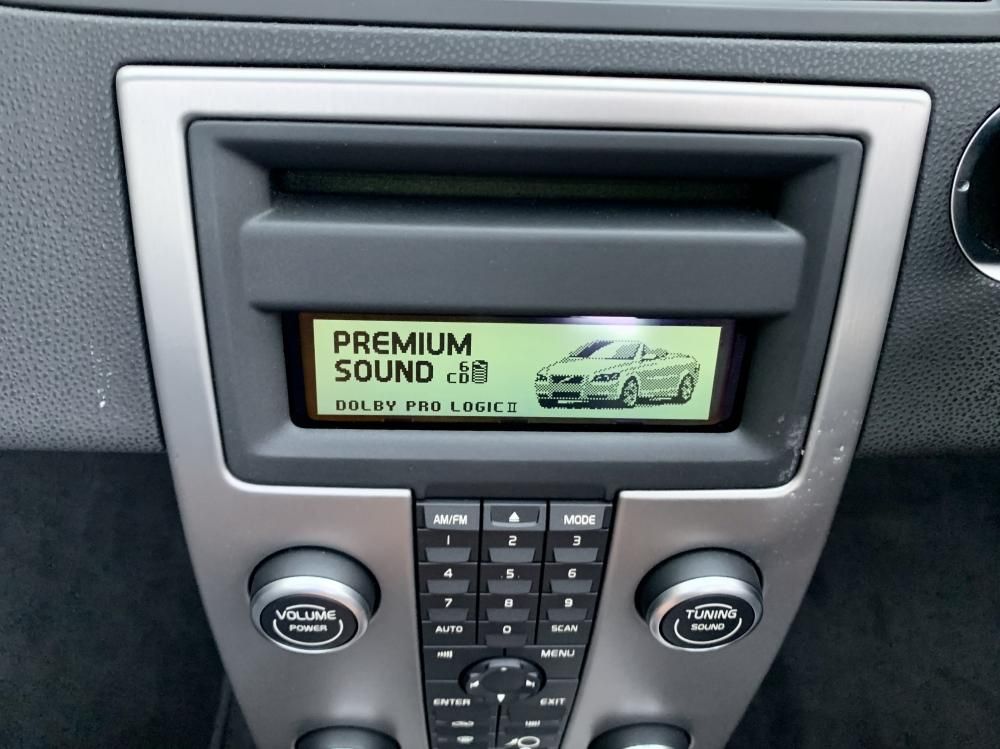 PREMIUM
SOUND 6 CD
DOLBY PRO LOGIC II
AM/FM MODE
1 2 3
4 5 6
7 8 9
AUTO 0 SCAN
MENU
ENTER EXIT
VOLUME
POWER
TUNING
SOUND